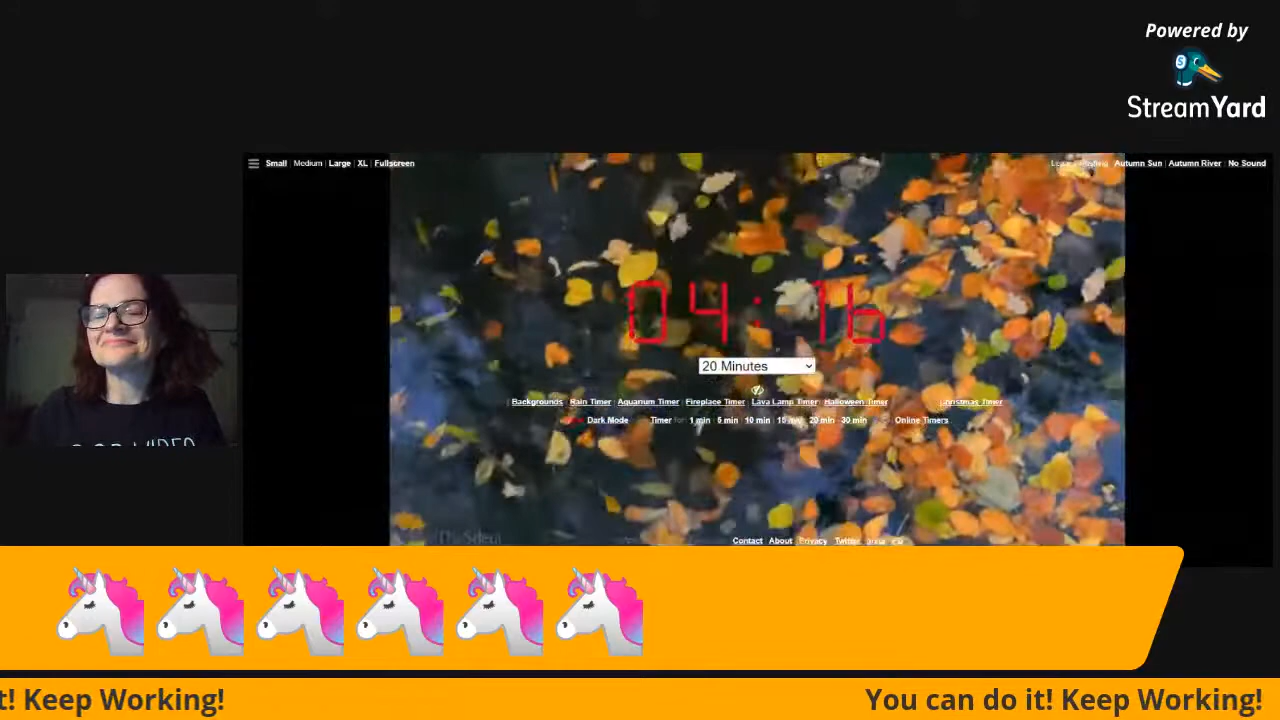 Powered by
StreamYard
Small | Medium | Large | XL | Fullscreen
Autumn Sun | Autumn River | No Sound
04:16
20 Minutes
Backgrounds | Rain Timer | Aquarium Timer | Fireplace Timer | Lava Lamp Timer | Halloween Timer
Christmas Timer
Dark Mode
Timer for: 1 min | 5 min | 10 min | 15 min | 20 min | 30 min
Online Timers
Contact | About | Privacy | Twitter
t! Keep Working!
You can do it! Keep Working!